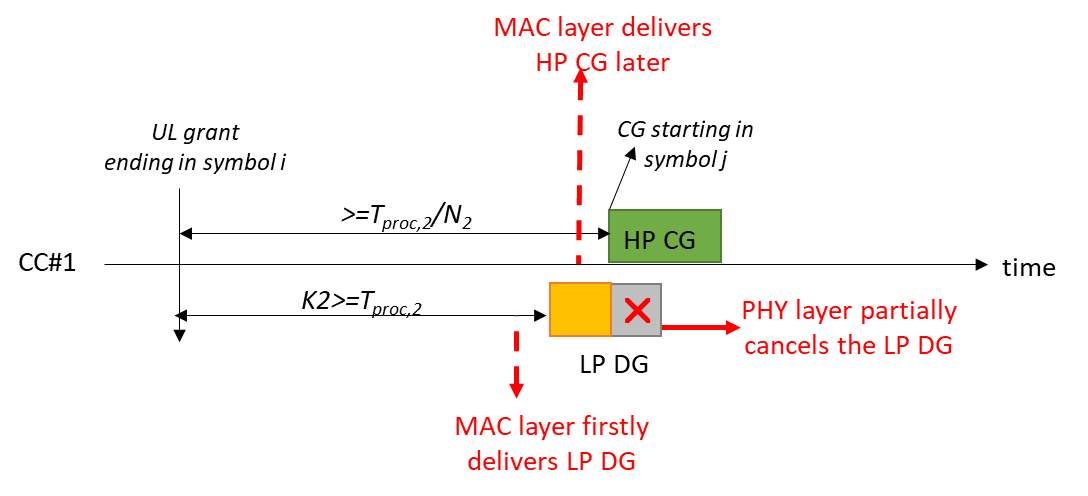 MAC layer delivers
HP CG later
UL grant
ending in symbol i
CG starting in
symbol j
>=Tproc,2/N2
HP CG
CC#1
time
K2>=Tproc,2
LP DG
PHY layer partially
cancels the LP DG
MAC layer firstly
delivers LP DG